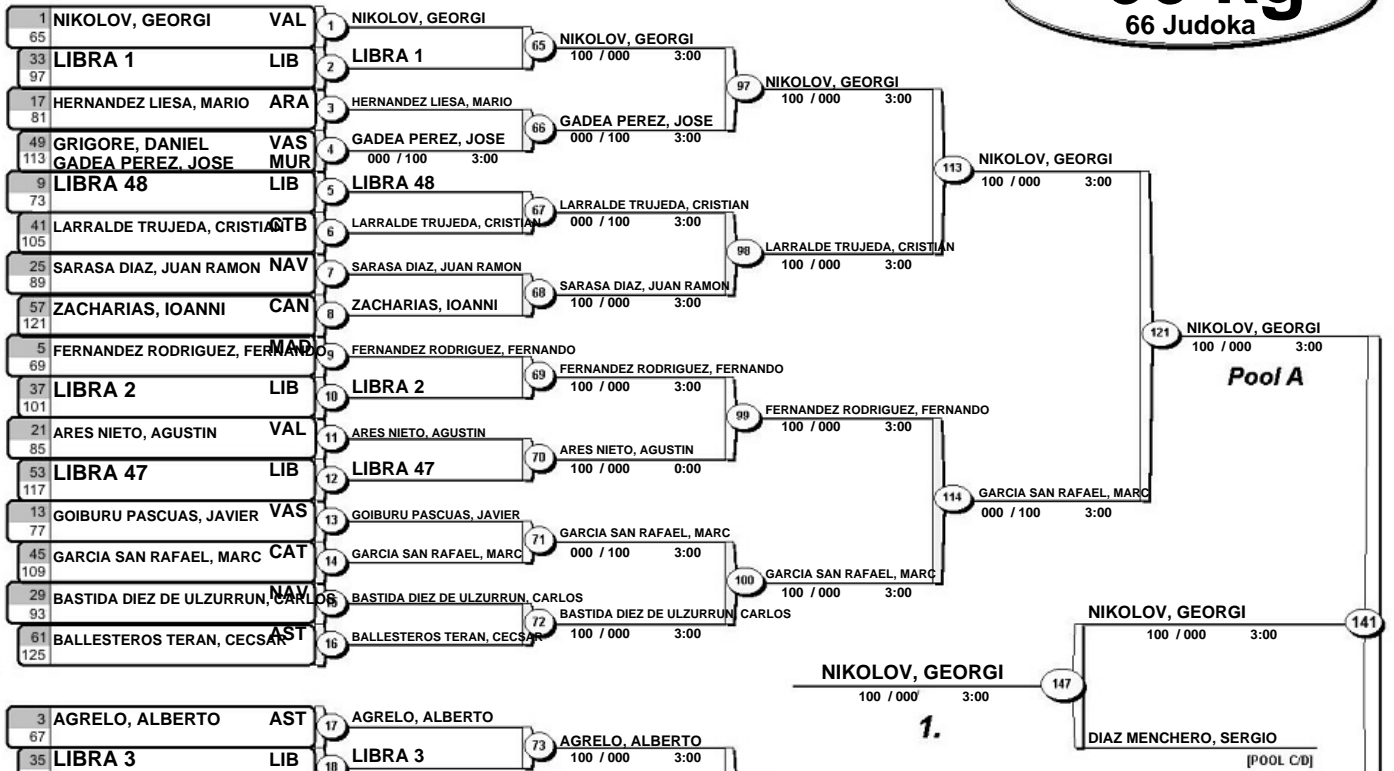 66 Judoka
1 NIKOLOV, GEORGI VAL
65
33 LIBRA 1 LIB
97
17 HERNANDEZ LIESA, MARIO ARA
81
49 GRIGORE, DANIEL VAS
113 GADEA PEREZ, JOSE MUR
9 LIBRA 48 LIB
73
41 LARRALDE TRUJEDA, CRISTIAN CTB
105
25 SARASA DIAZ, JUAN RAMON NAV
89
57 ZACHARIAS, IOANNI CAN
121
5 FERNANDEZ RODRIGUEZ, FERNANDO MAD
69
37 LIBRA 2 LIB
101
21 ARES NIETO, AGUSTIN VAL
85
53 LIBRA 47 LIB
117
13 GOIBURU PASCUAS, JAVIER VAS
77
45 GARCIA SAN RAFAEL, MARC CAT
109
29 BASTIDA DIEZ DE ULZURRUN, CARLOS NAV
93
61 BALLESTEROS TERAN, CECSAR AST
125
3 AGRELO, ALBERTO AST
67
35 LIBRA 3 LIB
1 NIKOLOV, GEORGI
2 LIBRA 1
3 HERNANDEZ LIESA, MARIO
4 GADEA PEREZ, JOSE
000 / 100 3:00
5 LIBRA 48
6 LARRALDE TRUJEDA, CRISTIAN
7 SARASA DIAZ, JUAN RAMON
8 ZACHARIAS, IOANNI
9 FERNANDEZ RODRIGUEZ, FERNANDO
10 LIBRA 2
11 ARES NIETO, AGUSTIN
12 LIBRA 47
13 GOIBURU PASCUAS, JAVIER
14 GARCIA SAN RAFAEL, MARC
15 BASTIDA DIEZ DE ULZURRUN, CARLOS
16 BALLESTEROS TERAN, CECSAR
17 AGRELO, ALBERTO
18 LIBRA 3
65 NIKOLOV, GEORGI
100 / 000 3:00
66 GADEA PEREZ, JOSE
000 / 100 3:00
67 LARRALDE TRUJEDA, CRISTIAN
000 / 100 3:00
68 SARASA DIAZ, JUAN RAMON
100 / 000 3:00
69 FERNANDEZ RODRIGUEZ, FERNANDO
100 / 000 3:00
70 ARES NIETO, AGUSTIN
100 / 000 0:00
71 GARCIA SAN RAFAEL, MARC
000 / 100 3:00
72 BASTIDA DIEZ DE ULZURRUN, CARLOS
100 / 000 3:00
73 AGRELO, ALBERTO
100 / 000 3:00
97 NIKOLOV, GEORGI
100 / 000 3:00
98 LARRALDE TRUJEDA, CRISTIAN
100 / 000 3:00
99 FERNANDEZ RODRIGUEZ, FERNANDO
100 / 000 3:00
100 GARCIA SAN RAFAEL, MARC
100 / 000 3:00
113 NIKOLOV, GEORGI
100 / 000 3:00
114 GARCIA SAN RAFAEL, MARC
000 / 100 3:00
121 NIKOLOV, GEORGI
100 / 000 3:00
Pool A
NIKOLOV, GEORGI 141
100 / 000 3:00
NIKOLOV, GEORGI 147
100 / 000 3:00
1.
DIAZ MENCHERO, SERGIO
[POOL C/D]